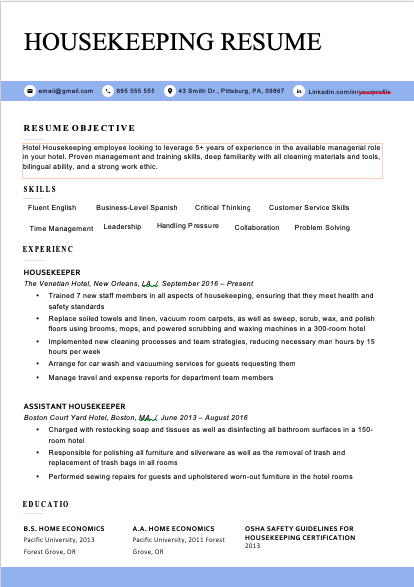 HOUSEKEEPING RESUME
email@gmail.com 895 555 555 43 Smith Dr., Pittsburg, PA, 09867 Linkedin.com/in/yourprofile
RESUME OBJECTIVE
Hotel Housekeeping employee looking to leverage 5+ years of experience in the available managerial role
in your hotel. Proven management and training skills, deep familiarity with all cleaning materials and tools,
bilingual ability, and a strong work ethic.
SKILLS
Fluent English Business-Level Spanish Critical Thinking Customer Service Skills
Time Management Leadership Handling Pressure Collaboration Problem Solving
EXPERIENC
HOUSEKEEPER
The Venetian Hotel, New Orleans, LA / September 2016 – Present
• Trained 7 new staff members in all aspects of housekeeping, ensuring that they meet health and
safety standards
• Replace soiled towels and linen, vacuum room carpets, as well as sweep, scrub, wax, and polish
floors using brooms, mops, and powered scrubbing and waxing machines in a 300-room hotel
• Implemented new cleaning processes and team strategies, reducing necessary man hours by 15
hours per week
• Arrange for car wash and vacuuming services for guests requesting them
• Manage travel and expense reports for department team members
ASSISTANT HOUSEKEEPER
Boston Court Yard Hotel, Boston, MA / June 2013 – August 2016
• Charged with restocking soap and tissues as well as disinfecting all bathroom surfaces in a 150-
room hotel
• Responsible for polishing all furniture and silverware as well as the removal of trash and
replacement of trash bags in all rooms
• Performed sewing repairs for guests and upholstered worn-out furniture in the hotel rooms
EDUCATIO
B.S. HOME ECONOMICS A.A. HOME ECONOMICS OSHA SAFETY GUIDELINES FOR
Pacific University, 2013 Pacific University, 2011 Forest HOUSEKEEPING CERTIFICATION
Forest Grove, OR Grove, OR 2013